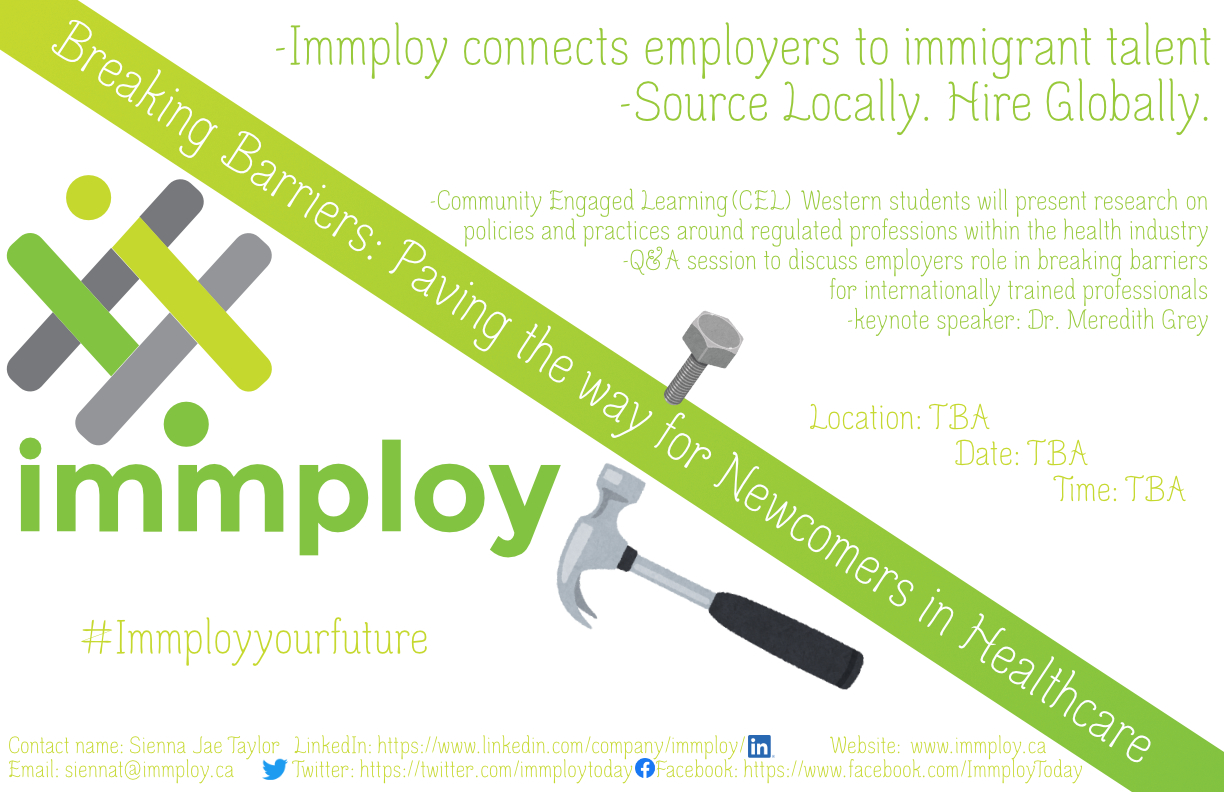 Breaking Barriers: Paving the way for Newcomers in Healthcare
-Immploy connects employers to immigrant talent
-Source Locally. Hire Globally.
-Community Engaged Learning(CEL) Western students will present research on
policies and practices around regulated professions within the health industry
-Q&A session to discuss employers role in breaking barriers
for internationally trained professionals
-keynote speaker: Dr. Meredith Grey
Location: TBA
Date: TBA
Time: TBA
immploy
#Immployyourfuture
Contact name: Sienna Jae Taylor LinkedIn: https://www.linkedin.com/company/immploy/ in Website: www.immploy.ca
Email: siennat@immploy.ca Twitter: https://twitter.com/immploytoday Facebook: https://www.facebook.com/ImmployToday